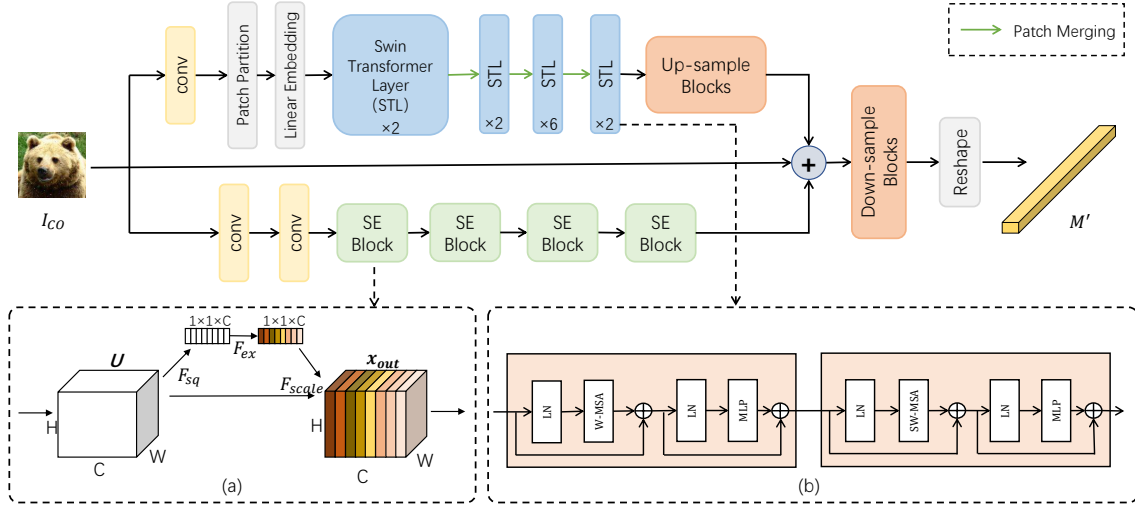 conv
Patch Partition
Linear Embedding
Swin
Transformer
Layer
(STL)
×2
STL
×2
STL
×6
STL
×2
Up-sample
Blocks
Patch Merging
I_CO
+
Down-sample
Blocks
Reshape
M'
conv
conv
SE
Block
SE
Block
SE
Block
SE
Block
1×1×C
1×1×C
F_ex
U
F_sq
x_out
F_scale
H
W
C
H
W
C
(a)
LN
W-MSA
LN
MLP
LN
SW-MSA
LN
MLP
(b)